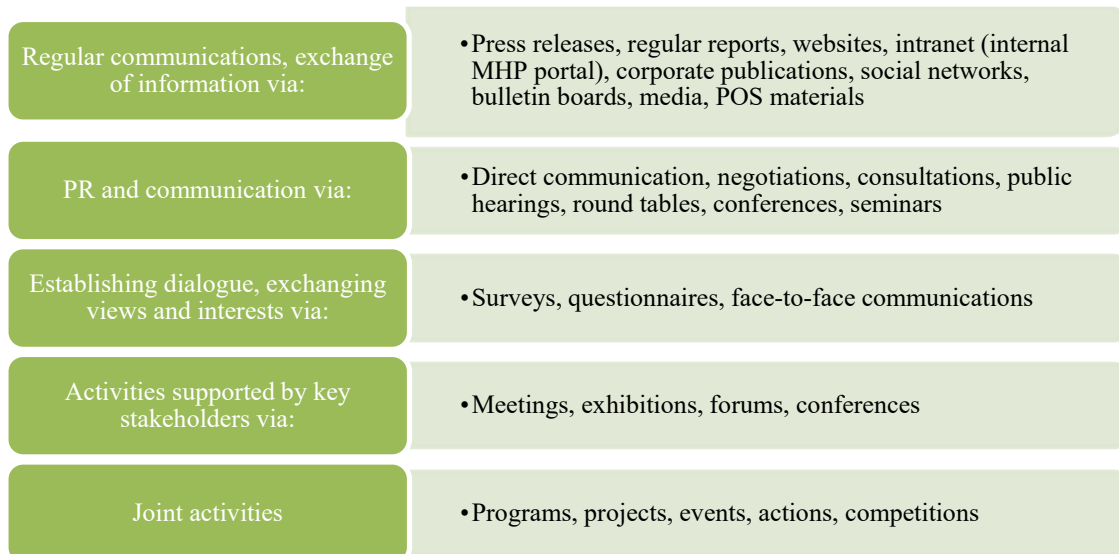 Regular communications, exchange
of information via:
•Press releases, regular reports, websites, intranet (internal
MHP portal), corporate publications, social networks,
bulletin boards, media, POS materials
PR and communication via:
•Direct communication, negotiations, consultations, public
hearings, round tables, conferences, seminars
Establishing dialogue, exchanging
views and interests via:
•Surveys, questionnaires, face-to-face communications
Activities supported by key
stakeholders via:
•Meetings, exhibitions, forums, conferences
Joint activities
•Programs, projects, events, actions, competitions